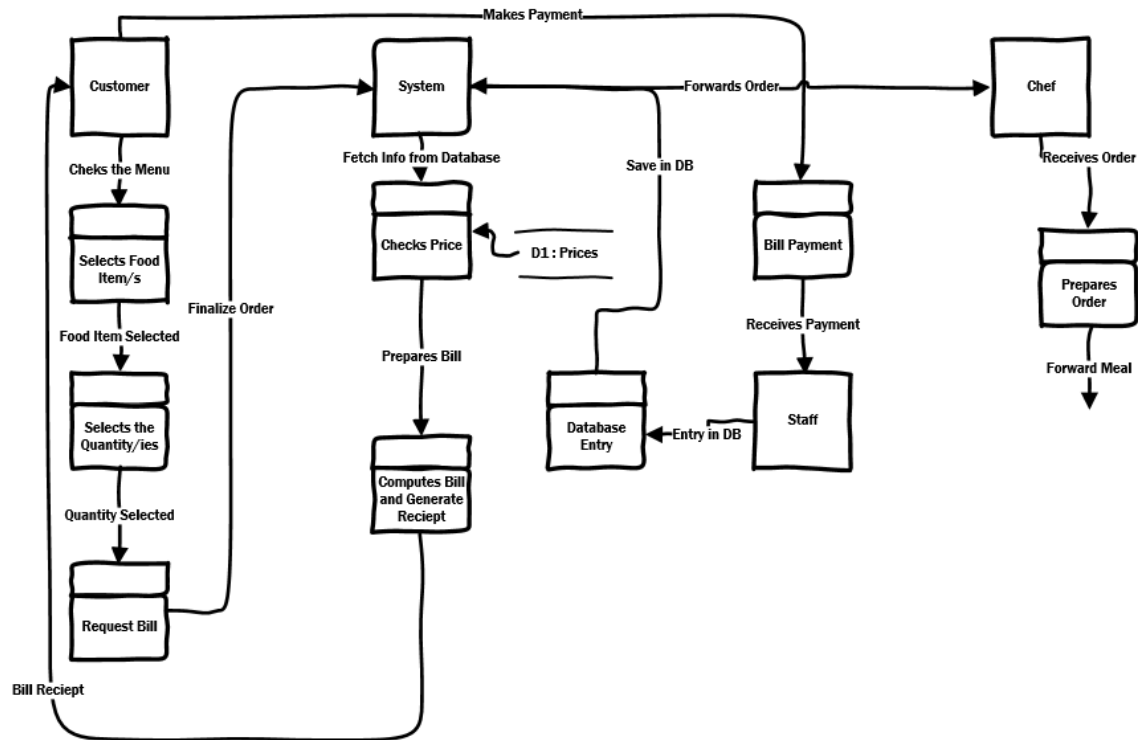 Makes Payment
Customer
System
Forwards Order
Chef
Cheks the Menu
Fetch Info from Database
Save in DB
Receives Order
Selects Food
Item/s
Checks Price
D1 : Prices
Bill Payment
Prepares
Order
Finalize Order
Food Item Selected
Prepares Bill
Receives Payment
Forward Meal
Selects the
Quantity/ies
Database
Entry
Entry in DB
Staff
Quantity Selected
Computes Bill
and Generate
Reciept
Request Bill
Bill Reciept